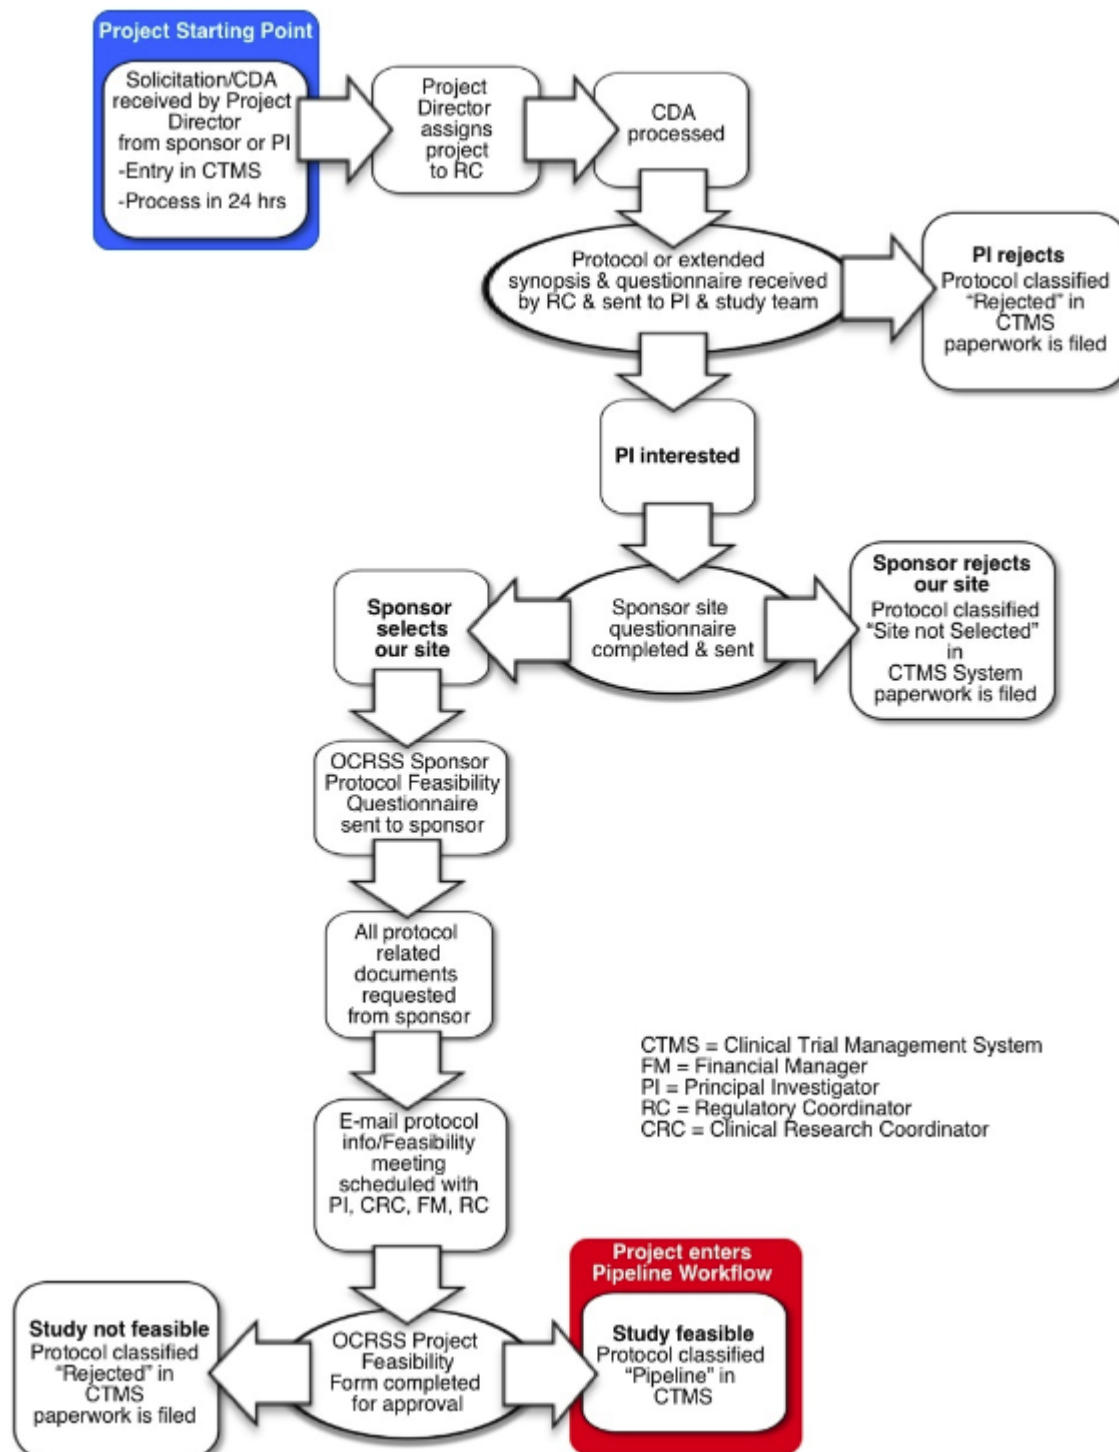 Project Starting Point
Solicitation/CDA
received by Project
Director
from sponsor or PI
-Entry in CTMS
-Process in 24 hrs
Project
Director
assigns
project
to RC
CDA
processed
Protocol or extended
synopsis & questionnaire received
by RC & sent to PI & study team
PI rejects
Protocol classified
“Rejected” in
CTMS
paperwork is filed
PI interested
Sponsor site
questionnaire
completed & sent
Sponsor rejects
our site
Protocol classified
“Site not Selected”
in
CTMS System
paperwork is filed
Sponsor
selects
our site
OCRSS Sponsor
Protocol Feasibility
Questionnaire
sent to sponsor
All protocol
related
documents
requested
from sponsor
CTMS = Clinical Trial Management System
FM = Financial Manager
PI = Principal Investigator
RC = Regulatory Coordinator
CRC = Clinical Research Coordinator
E-mail protocol
info/Feasibility
meeting
scheduled with
PI, CRC, FM, RC
OCRSS Project
Feasibility
Form completed
for approval
Study not feasible
Protocol classified
“Rejected” in
CTMS
paperwork is filed
Project enters
Pipeline Workflow
Study feasible
Protocol classified
“Pipeline” in
CTMS